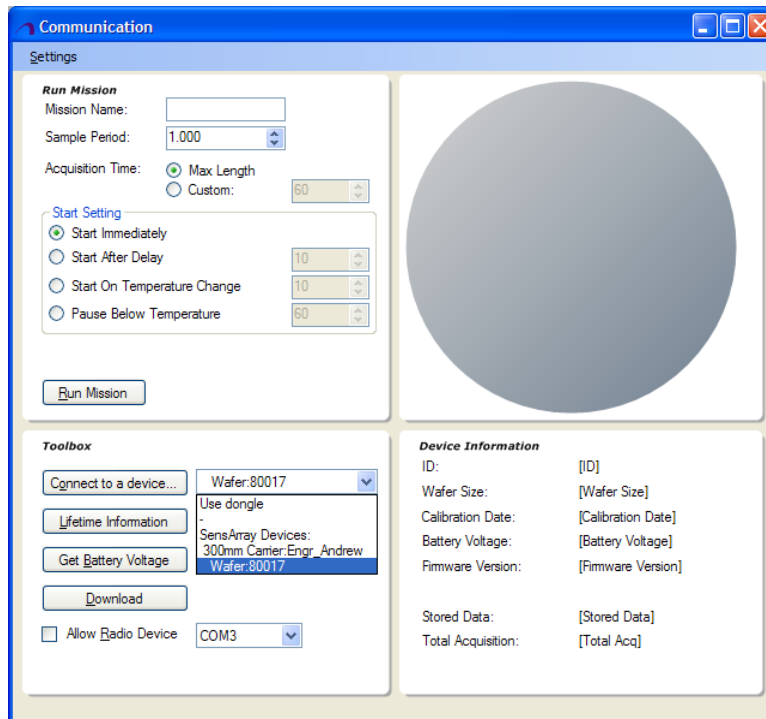 Communication
Settings
Run Mission
Mission Name:
Sample Period: 1.000
Acquisition Time: Max Length
Custom: 60
Start Setting
Start Immediately
Start After Delay 10
Start On Temperature Change 10
Pause Below Temperature 60
Run Mission
Toolbox
Connect to a device... Wafer:80017
Use dongle
-
Lifetime Information
SensArray Devices:
300mm Carrier:Engr_Andrew
Get Battery Voltage
Wafer:80017
Download
Allow Radio Device COM3
Device Information
ID: [ID]
Wafer Size: [Wafer Size]
Calibration Date: [Calibration Date]
Battery Voltage: [Battery Voltage]
Firmware Version: [Firmware Version]
Stored Data: [Stored Data]
Total Acquisition: [Total Acq]